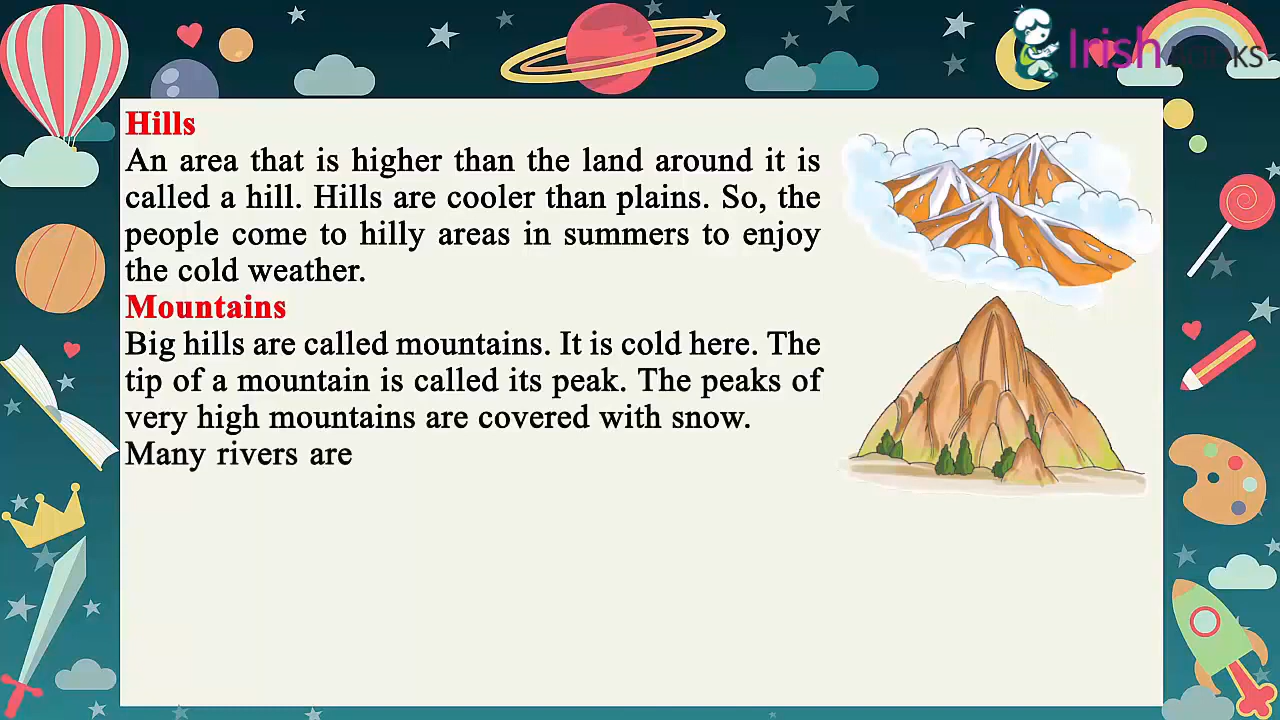 Irish BOOKS
Hills
An area that is higher than the land around it is
called a hill. Hills are cooler than plains. So, the
people come to hilly areas in summers to enjoy
the cold weather.
Mountains
Big hills are called mountains. It is cold here. The
tip of a mountain is called its peak. The peaks of
very high mountains are covered with snow.
Many rivers are